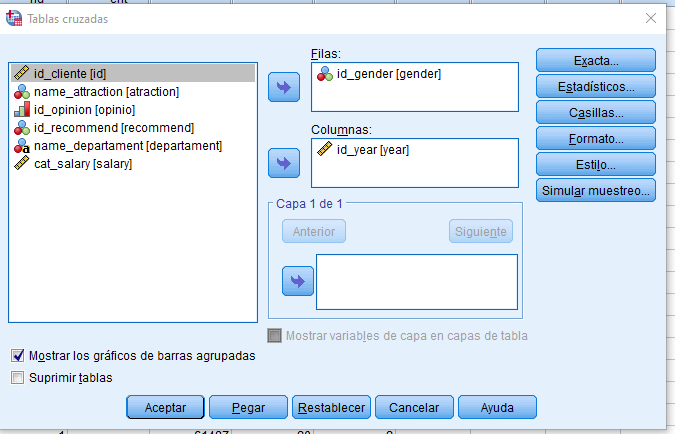 Tablas cruzadas
id_cliente [id]
name_attraction [atraction]
id_opinion [opinio]
id_recommend [recommend]
name_departament [departament]
cat_salary [salary]
Filas:
id_gender [gender]
Columnas:
id_year [year]
Capa 1 de 1
Anterior
Siguiente
Mostrar variables de capa en capas de tabla
Exacta...
Estadísticos...
Casillas...
Formato...
Estilo...
Simular muestreo...
Mostrar los gráficos de barras agrupadas
Suprimir tablas
Aceptar
Pegar
Restablecer
Cancelar
Ayuda